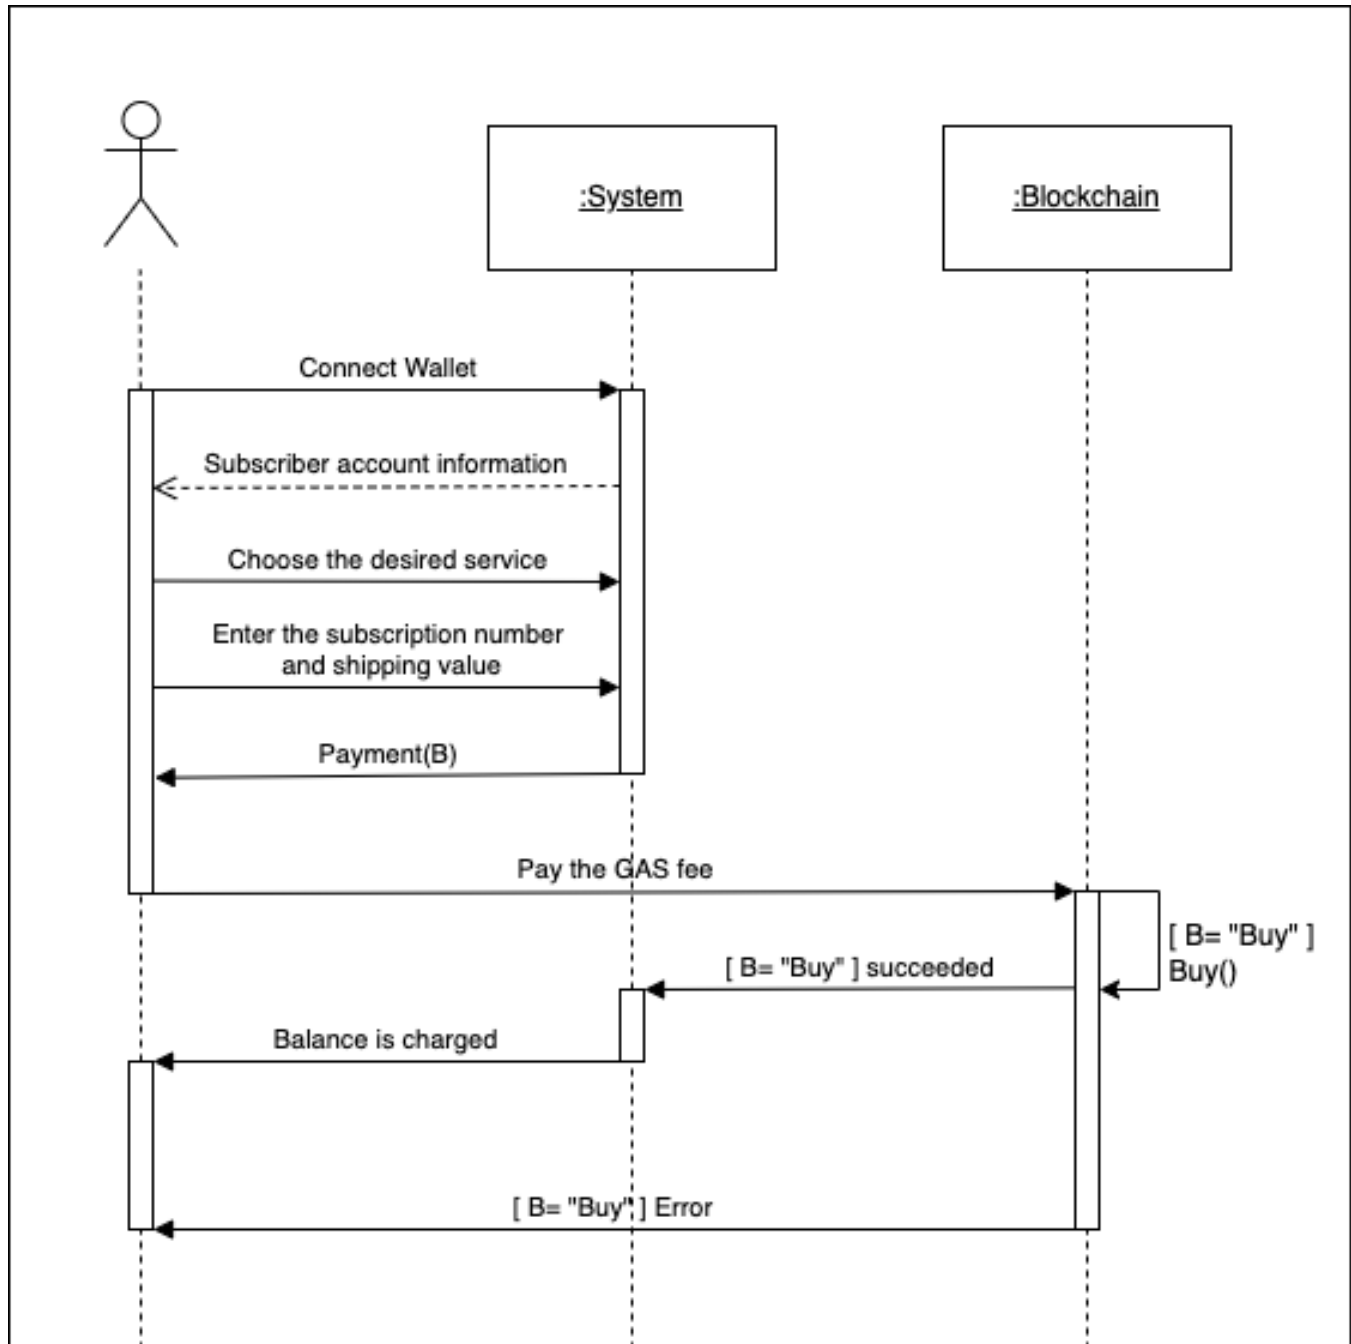 :System
:Blockchain
Connect Wallet
Subscriber account information
Choose the desired service
Enter the subscription number
and shipping value
Payment(B)
Pay the GAS fee
[ B= "Buy" ]
Buy()
[ B= "Buy" ] succeeded
Balance is charged
[ B= "Buy" ] Error